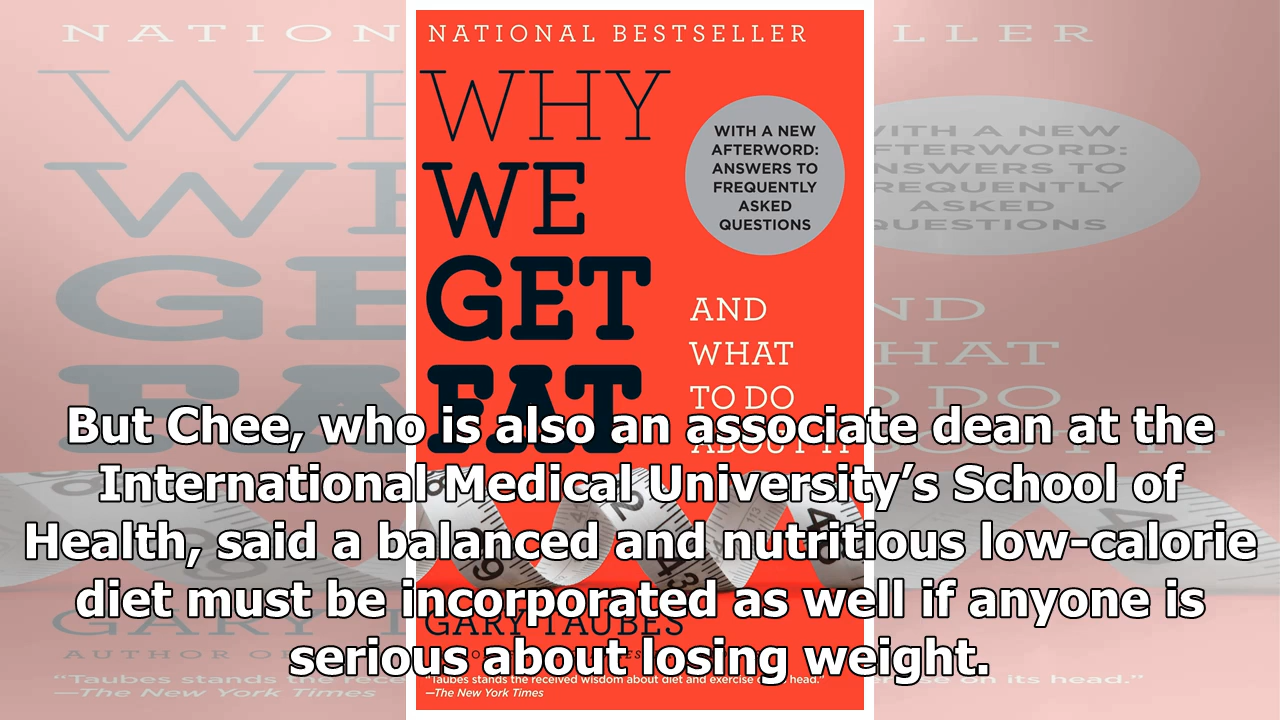 NATIONAL BESTSELLER
WHY
WE
GET
FAT
WITH A NEW
AFTERWORD:
ANSWERS TO
FREQUENTLY
ASKED
QUESTIONS
AND
WHAT
TO DO
ABOUT IT
GARY TAUBES
"Taubes stands the received wisdom about diet and exercise on its head."
—The New York Times
But Chee, who is also an associate dean at the
International Medical University’s School of
Health, said a balanced and nutritious low-calorie
diet must be incorporated as well if anyone is
serious about losing weight.